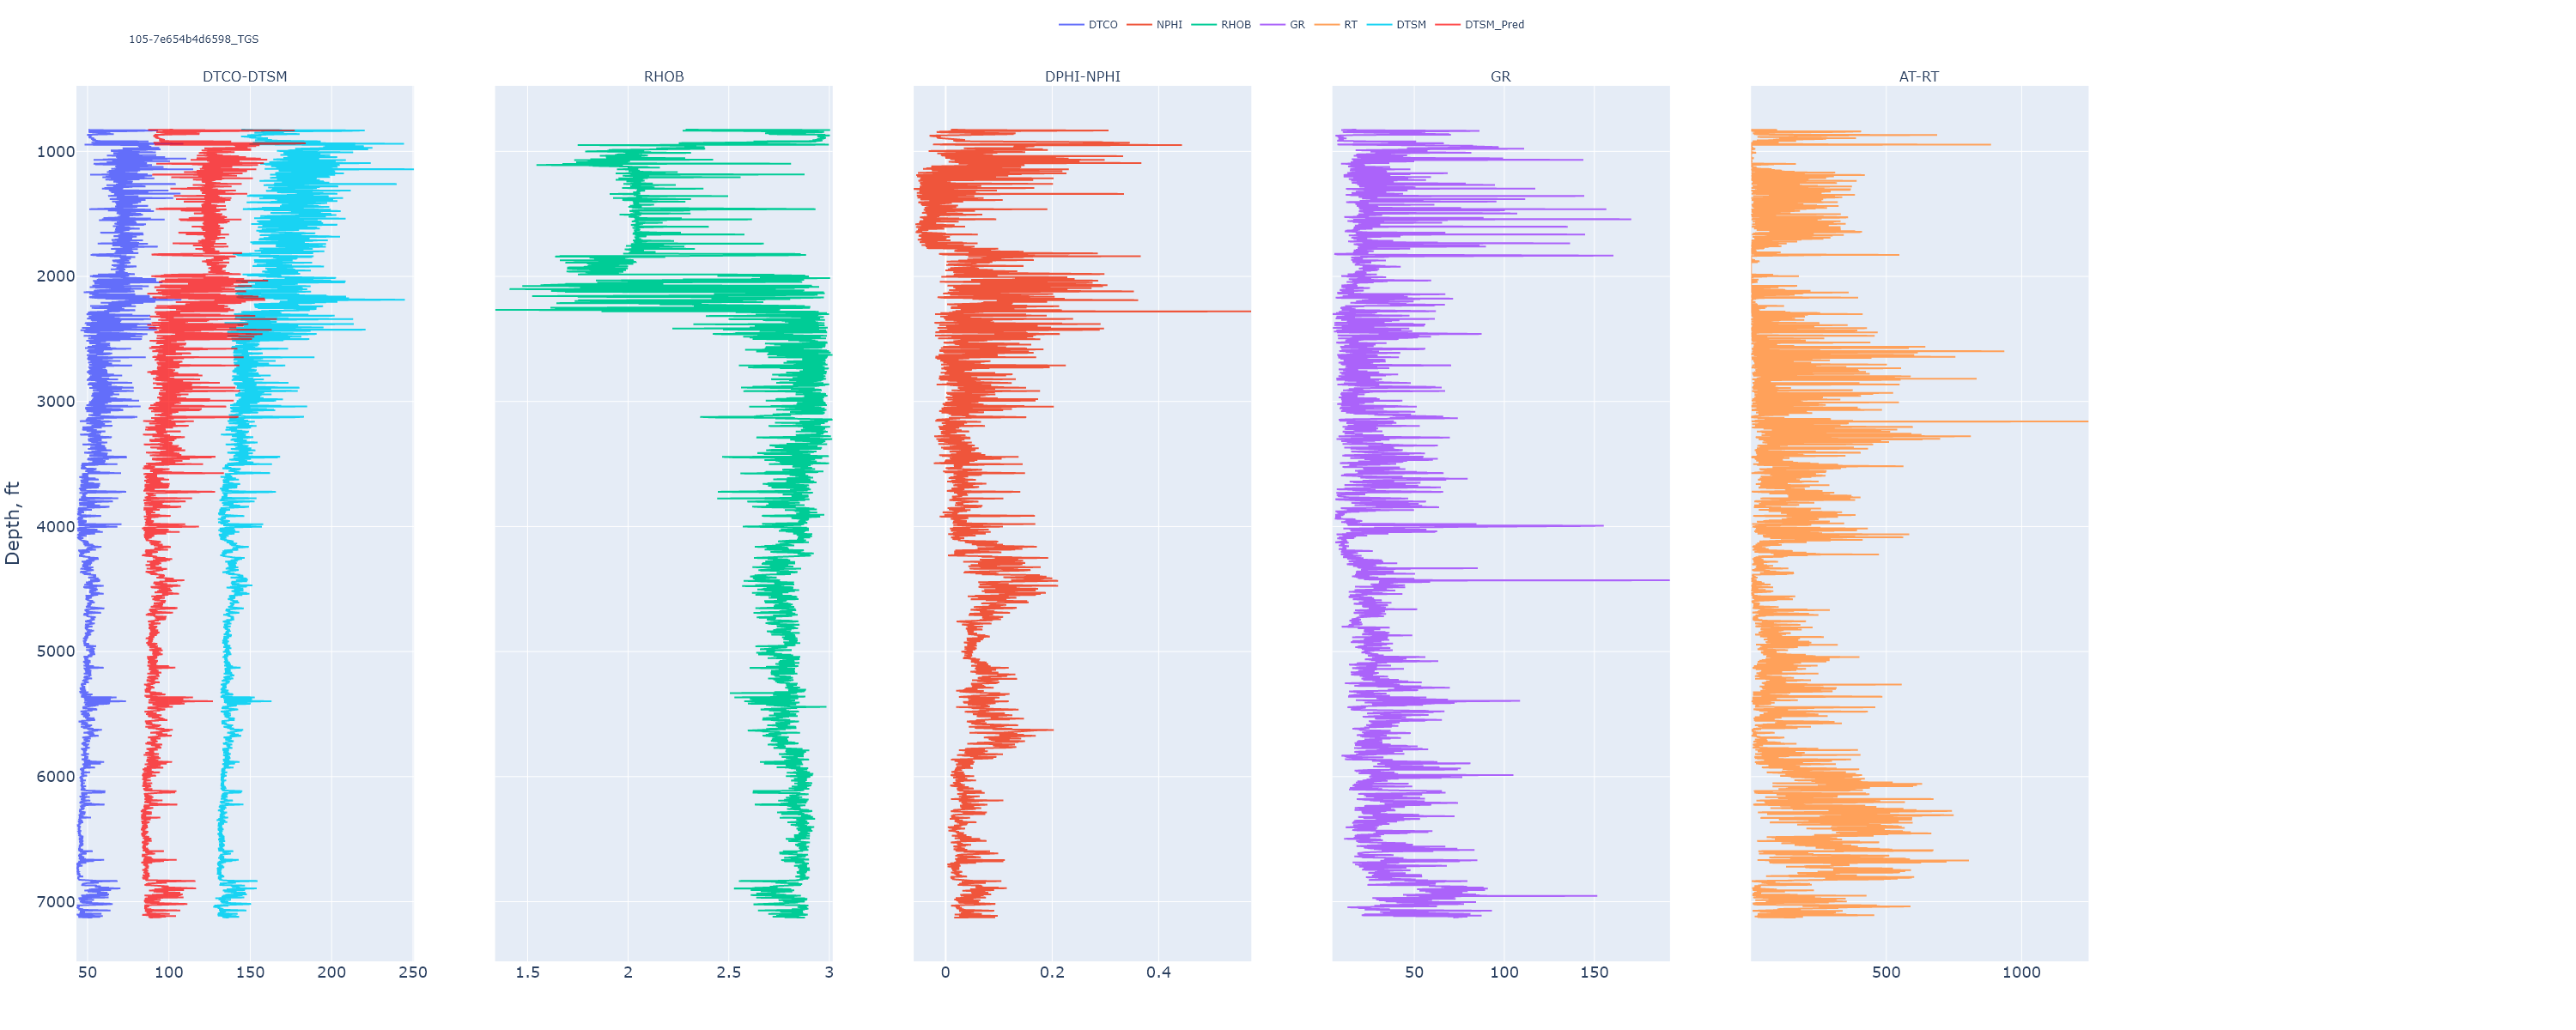 DTCO NPHI RHOB GR RT DTSM DTSM_Pred
105-7e654b4d6598_TGS
DTCO-DTSM RHOB DPHI-NPHI GR AT-RT
Depth, ft
1000
2000
3000
4000
5000
6000
7000
50 100 150 200 250 1.5 2 2.5 3 0 0.2 0.4 50 100 150 500 1000